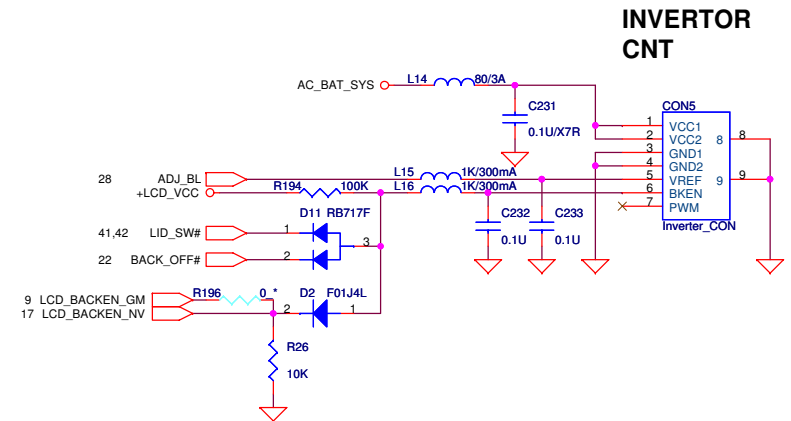 INVERTOR
CNT
AC_BAT_SYS
L14
80/3A
C231
0.1U/X7R
CON5
1 VCC1
2 VCC2 8 8
3 GND1
4 GND2
5 VREF 9 9
6 BKEN
7 PWM
Inverter_CON
28 ADJ_BL
L15 1K/300mA
+LCD_VCC
R194 100K
L16 1K/300mA
D11 RB717F
41,42 LID_SW# 1
3
22 BACK_OFF# 2
C232
0.1U
C233
0.1U
9 LCD_BACKEN_GM
R196 0_*
17 LCD_BACKEN_NV
D2 F01J4L
2 1
R26
10K